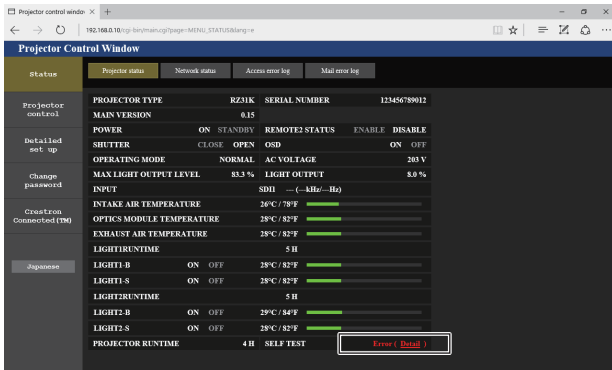 Projector control windov
192.168.0.10/cgi-bin/main.cgi?page=MENU_STATUS&lang=e
Projector Control Window
Status
Projector control
Detailed set up
Change password
Crestron Connected(TM)
Japanese
Projector status Network status Access error log Mail error log
PROJECTOR TYPE RZ31K SERIAL NUMBER 123456789012
MAIN VERSION 0.15
POWER ON STANDBY REMOTE2 STATUS ENABLE DISABLE
SHUTTER CLOSE OPEN OSD ON OFF
OPERATING MODE NORMAL AC VOLTAGE 203 V
MAX LIGHT OUTPUT LEVEL 83.3 % LIGHT OUTPUT 8.0 %
INPUT SDI1 --- (---kHz/---Hz)
INTAKE AIR TEMPERATURE 26°C / 78°F
OPTICS MODULE TEMPERATURE 28°C / 82°F
EXHAUST AIR TEMPERATURE 28°C / 82°F
LIGHT1RUNTIME 5 H
LIGHT1-B ON OFF 28°C / 82°F
LIGHT1-S ON OFF 28°C / 82°F
LIGHT2RUNTIME 5 H
LIGHT2-B ON OFF 29°C / 84°F
LIGHT2-S ON OFF 28°C / 82°F
PROJECTOR RUNTIME 4 H SELF TEST Error ( Detail )